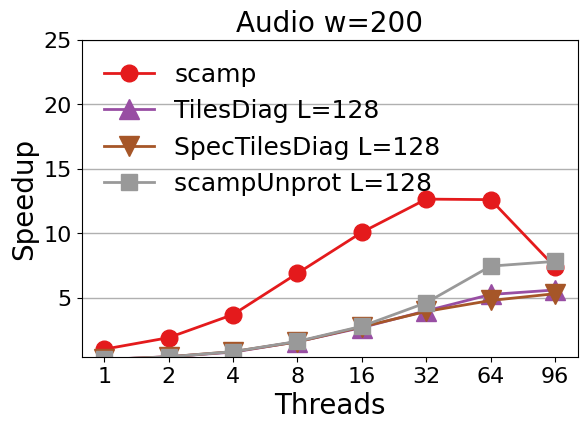 Audio w=200
25
20
15
10
5
Speedup
scamp
TilesDiag L=128
SpecTilesDiag L=128
scampUnprot L=128
1 2 4 8 16 32 64 96
Threads